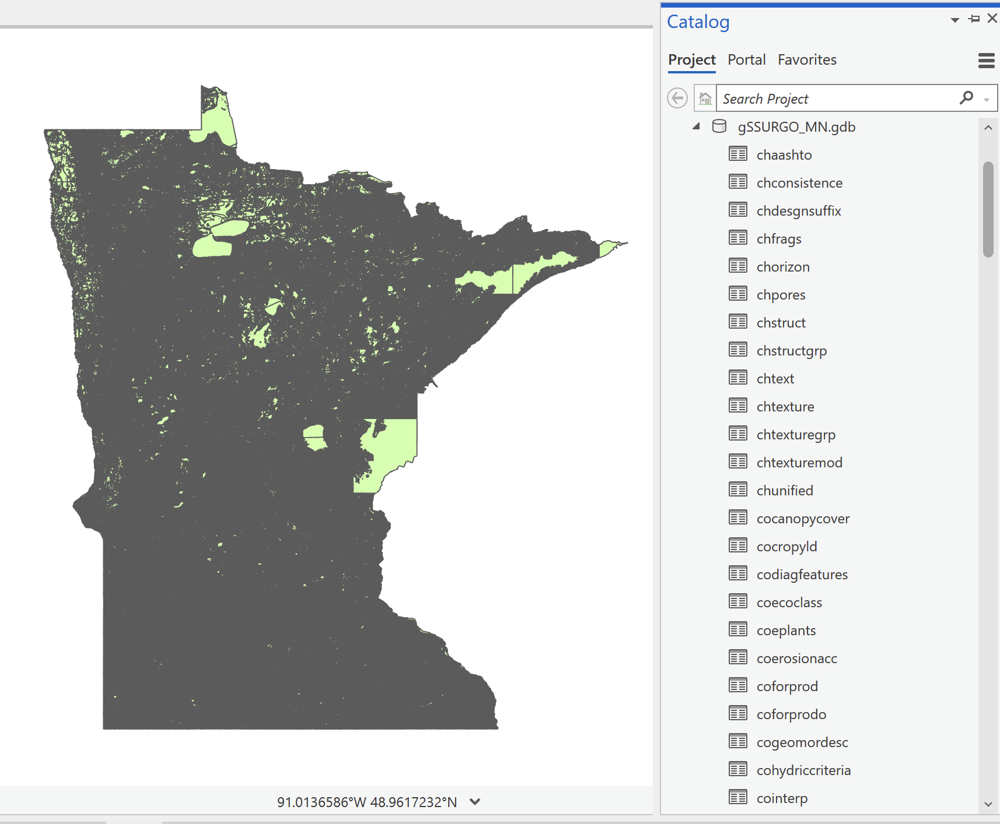 Catalog
Project Portal Favorites
Search Project
gSSURGO_MN.gdb
chaashto
chconsistence
chdesgnsuffix
chfrags
chorizon
chpores
chstruct
chstructgrp
chtext
chtexture
chtexturegrp
chtexturemod
chunified
cocanopycover
cocropyld
codiagfeatures
coecoclass
coeplants
coerosionacc
coforprod
coforprodo
cogeomordesc
cohydriccriteria
cointerp
91.0136586°W 48.9617232°N